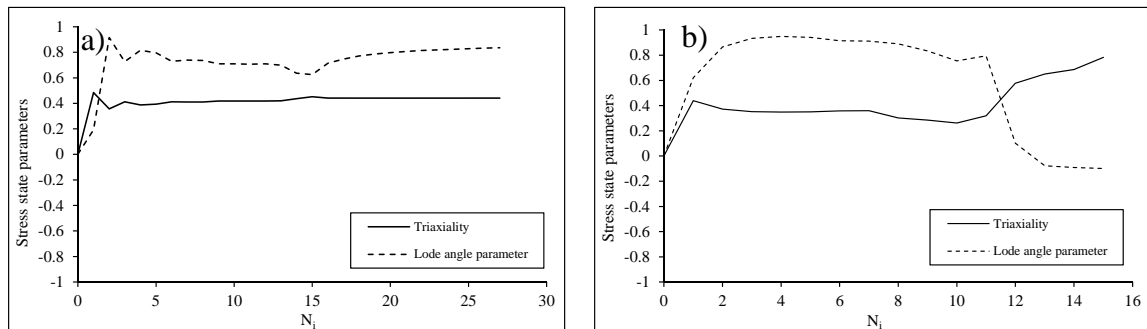 a)
Stress state parameters
1
0.8
0.6
0.4
0.2
0
-0.2
-0.4
-0.6
-0.8
-1
0 5 10 15 20 25 30
N_i
Triaxiality
Lode angle parameter
b)
Stress state parameters
1
0.8
0.6
0.4
0.2
0
-0.2
-0.4
-0.6
-0.8
-1
0 2 4 6 8 10 12 14 16
N_i
Triaxiality
Lode angle parameter